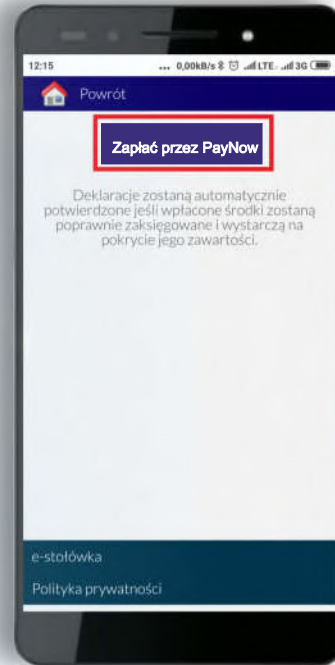 12:15 ... 0,00kB/s LTE 3G
Powrót
Zapłać przez PayNow
Deklaracje zostaną automatycznie
potwierdzone jeśli wpłacone środki zostaną
poprawnie zaksięgowane i wystarczą na
pokrycie jego zawartości.
e-stołówka
Polityka prywatności